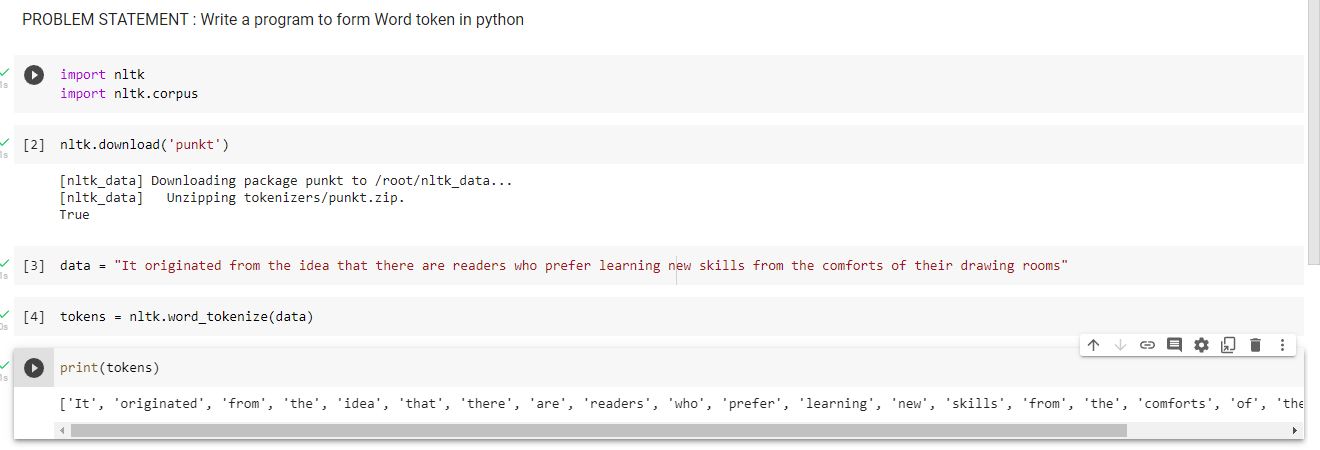 PROBLEM STATEMENT : Write a program to form Word token in python
import nltk
import nltk.corpus
1s
[2] nltk.download('punkt')
[nltk_data] Downloading package punkt to /root/nltk_data...
[nltk_data]   Unzipping tokenizers/punkt.zip.
True
[3] data = "It originated from the idea that there are readers who prefer learning new skills from the comforts of their drawing rooms"
[4] tokens = nltk.word_tokenize(data)
0s
print(tokens)
['It', 'originated', 'from', 'the', 'idea', 'that', 'there', 'are', 'readers', 'who', 'prefer', 'learning', 'new', 'skills', 'from', 'the', 'comforts', 'of', 'the